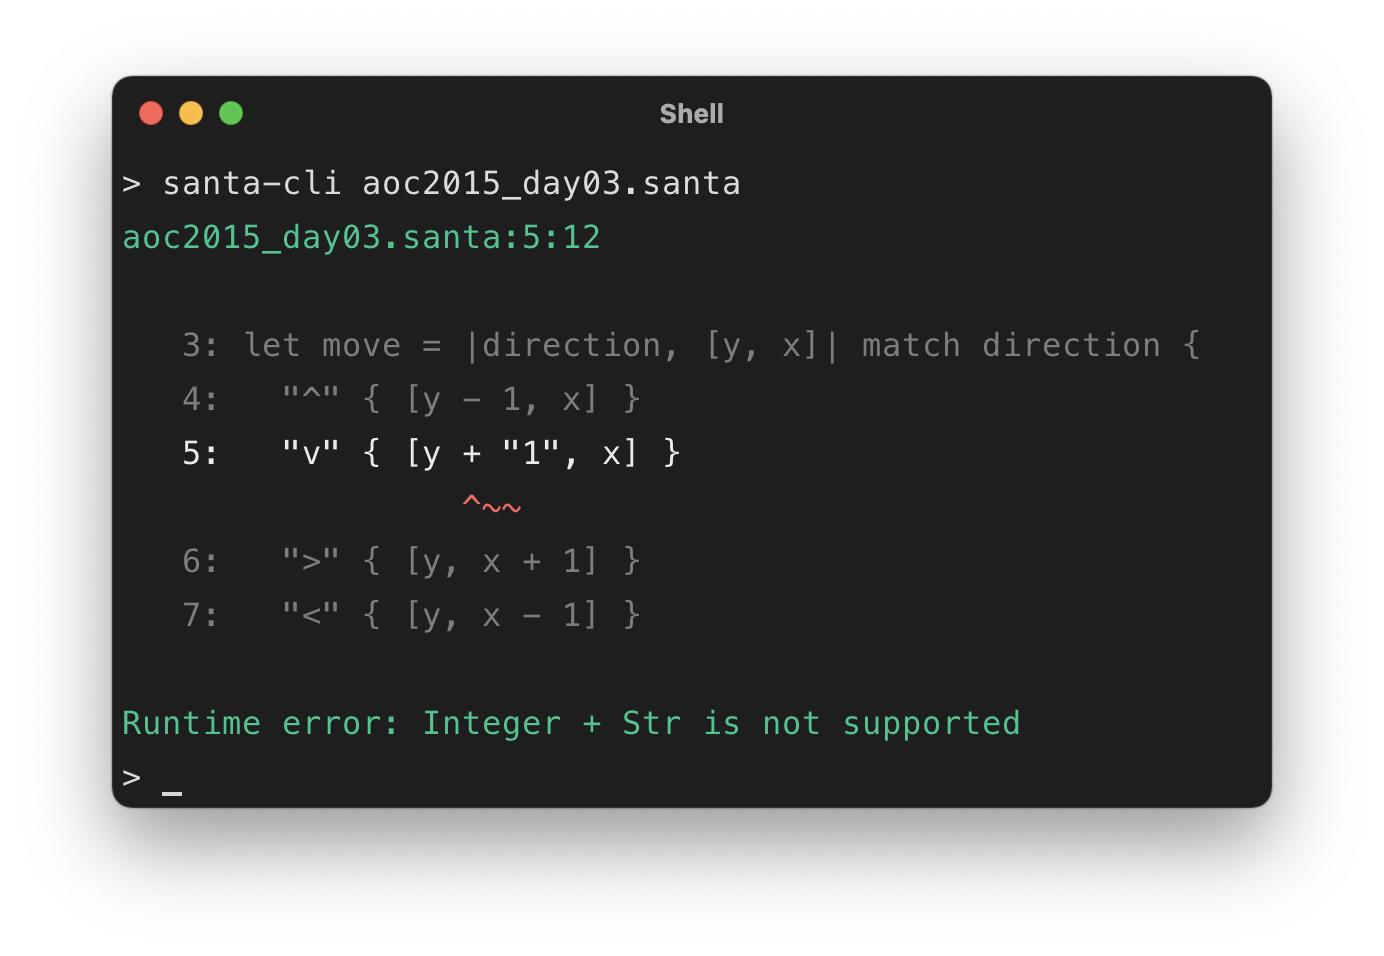 Shell
> santa-cli aoc2015_day03.santa
aoc2015_day03.santa:5:12
   3: let move = |direction, [y, x]| match direction {
   4:   "^" { [y - 1, x] }
   5:   "v" { [y + "1", x] }
                 ^~~
   6:   ">" { [y, x + 1] }
   7:   "<" { [y, x - 1] }
Runtime error: Integer + Str is not supported
> _